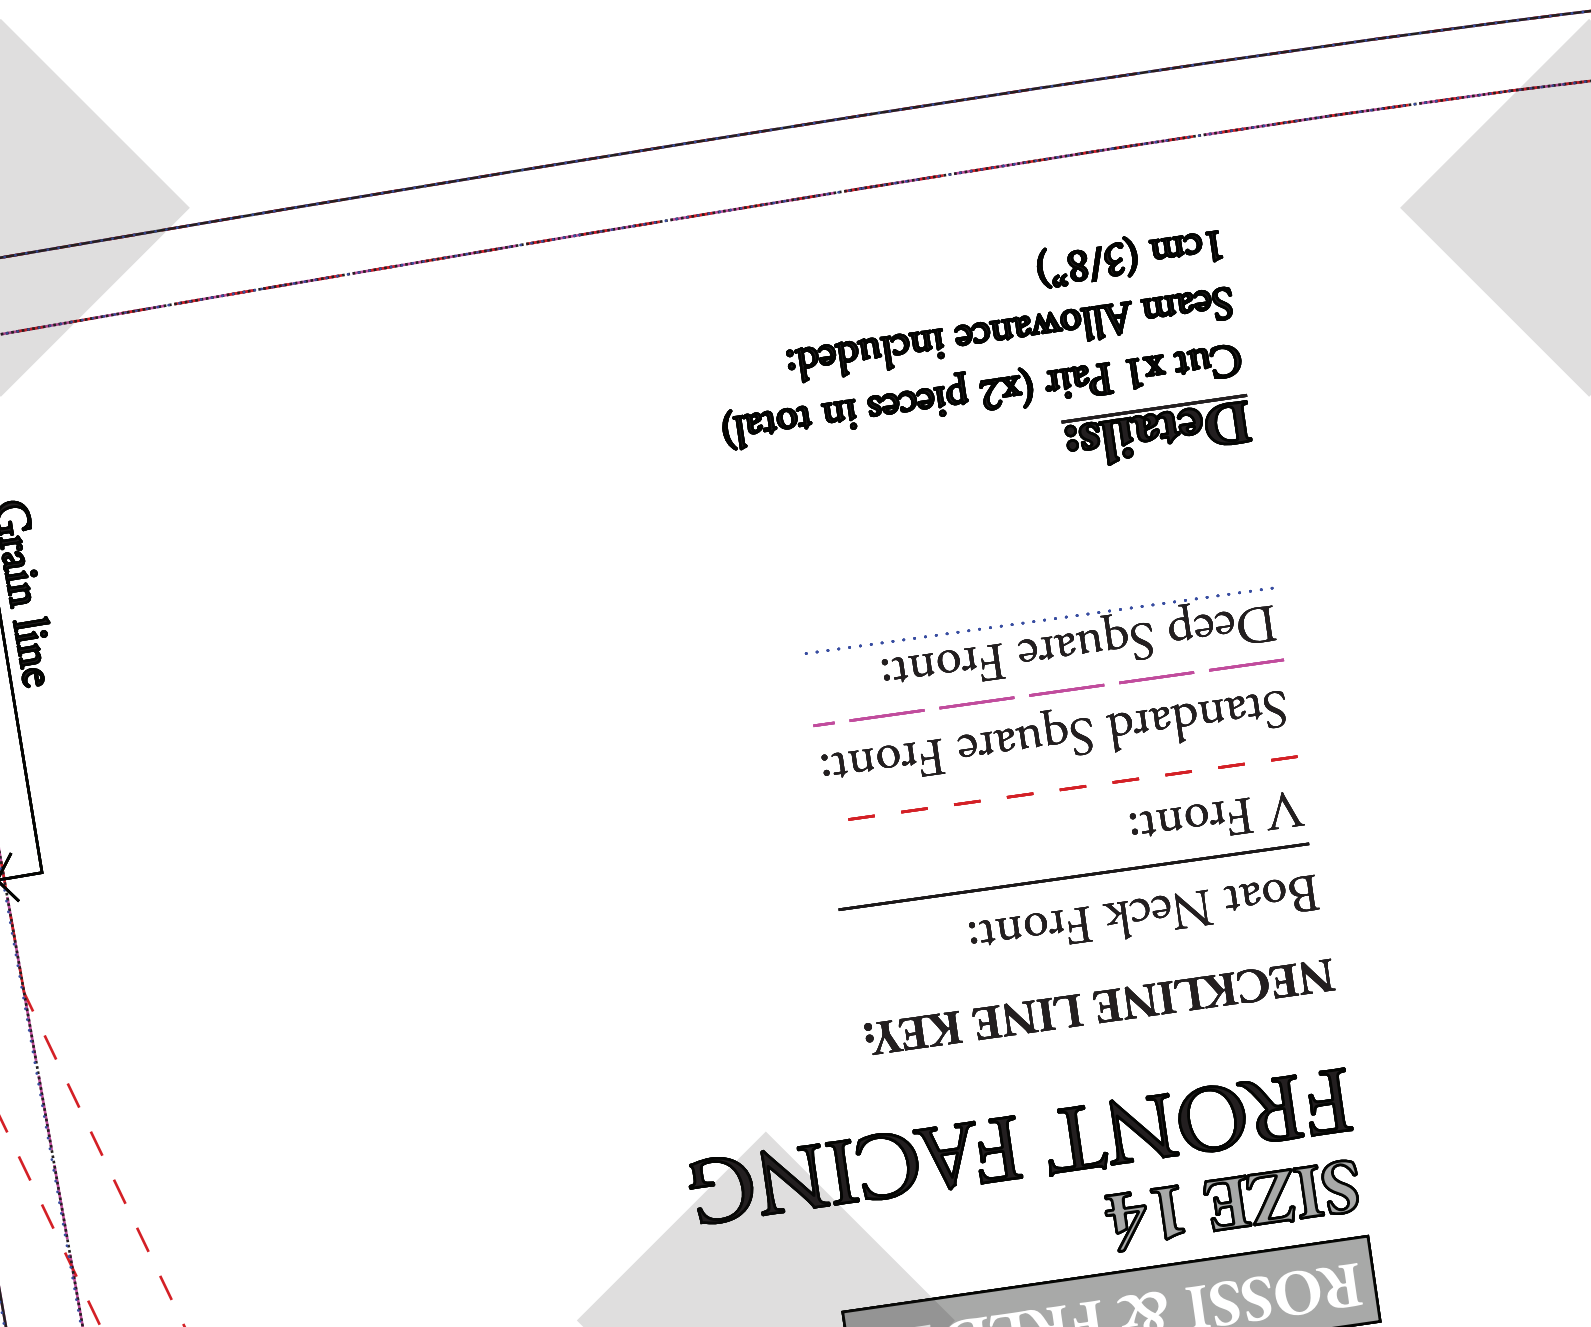 ROSSI &
SIZE 14
FRONT FACING
NECKLINE LINE KEY:
Boat Neck Front:
V Front:
Standard Square Front:
Deep Square Front:
Details:
Cut x1 Pair (x2 pieces in total)
Seam Allowance included:
1cm (3/8”)
Grain line